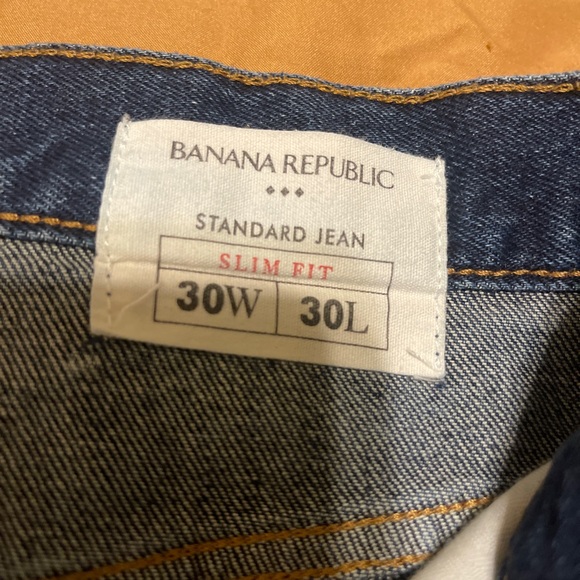 BANANA REPUBLIC
STANDARD JEAN
SLIM FIT
30W 30L